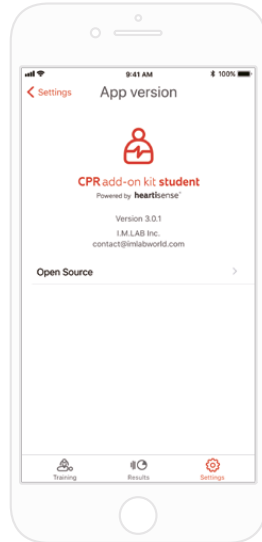 9:41 AM 100%
Settings App version
CPR add-on kit student
Powered by heartisense
Version 3.0.1
I.M.LAB Inc.
contact@imlabworld.com
Open Source
Training Results Settings